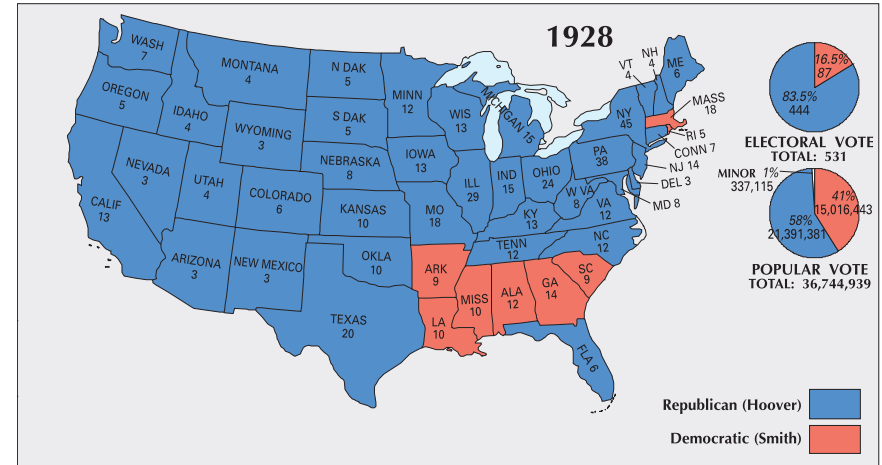 1928
WASH
7
OREGON
5
CALIF
13
IDAHO
4
NEVADA
3
MONTANA
4
WYOMING
3
UTAH
4
COLORADO
6
ARIZONA
3
NEW MEXICO
3
N DAK
5
S DAK
5
NEBRASKA
8
KANSAS
10
OKLA
10
TEXAS
20
MINN
12
IOWA
13
MO
18
ARK
9
LA
10
WIS
13
ILL
29
MICHIGAN 15
IND
15
OHIO
24
KY
13
TENN
12
MISS
10
ALA
12
GA
14
FLA 6
SC
9
NC
12
VA
12
W VA
8
PA
38
NY
45
VT
4
NH
4
ME
6
MASS
18
RI 5
CONN 7
NJ 14
DEL 3
MD 8
16.5%
87
83.5%
444
ELECTORAL VOTE
TOTAL: 531
MINOR 1%
337,115
41%
15,016,443
58%
21,391,381
POPULAR VOTE
TOTAL: 36,744,939
Republican (Hoover)
Democratic (Smith)